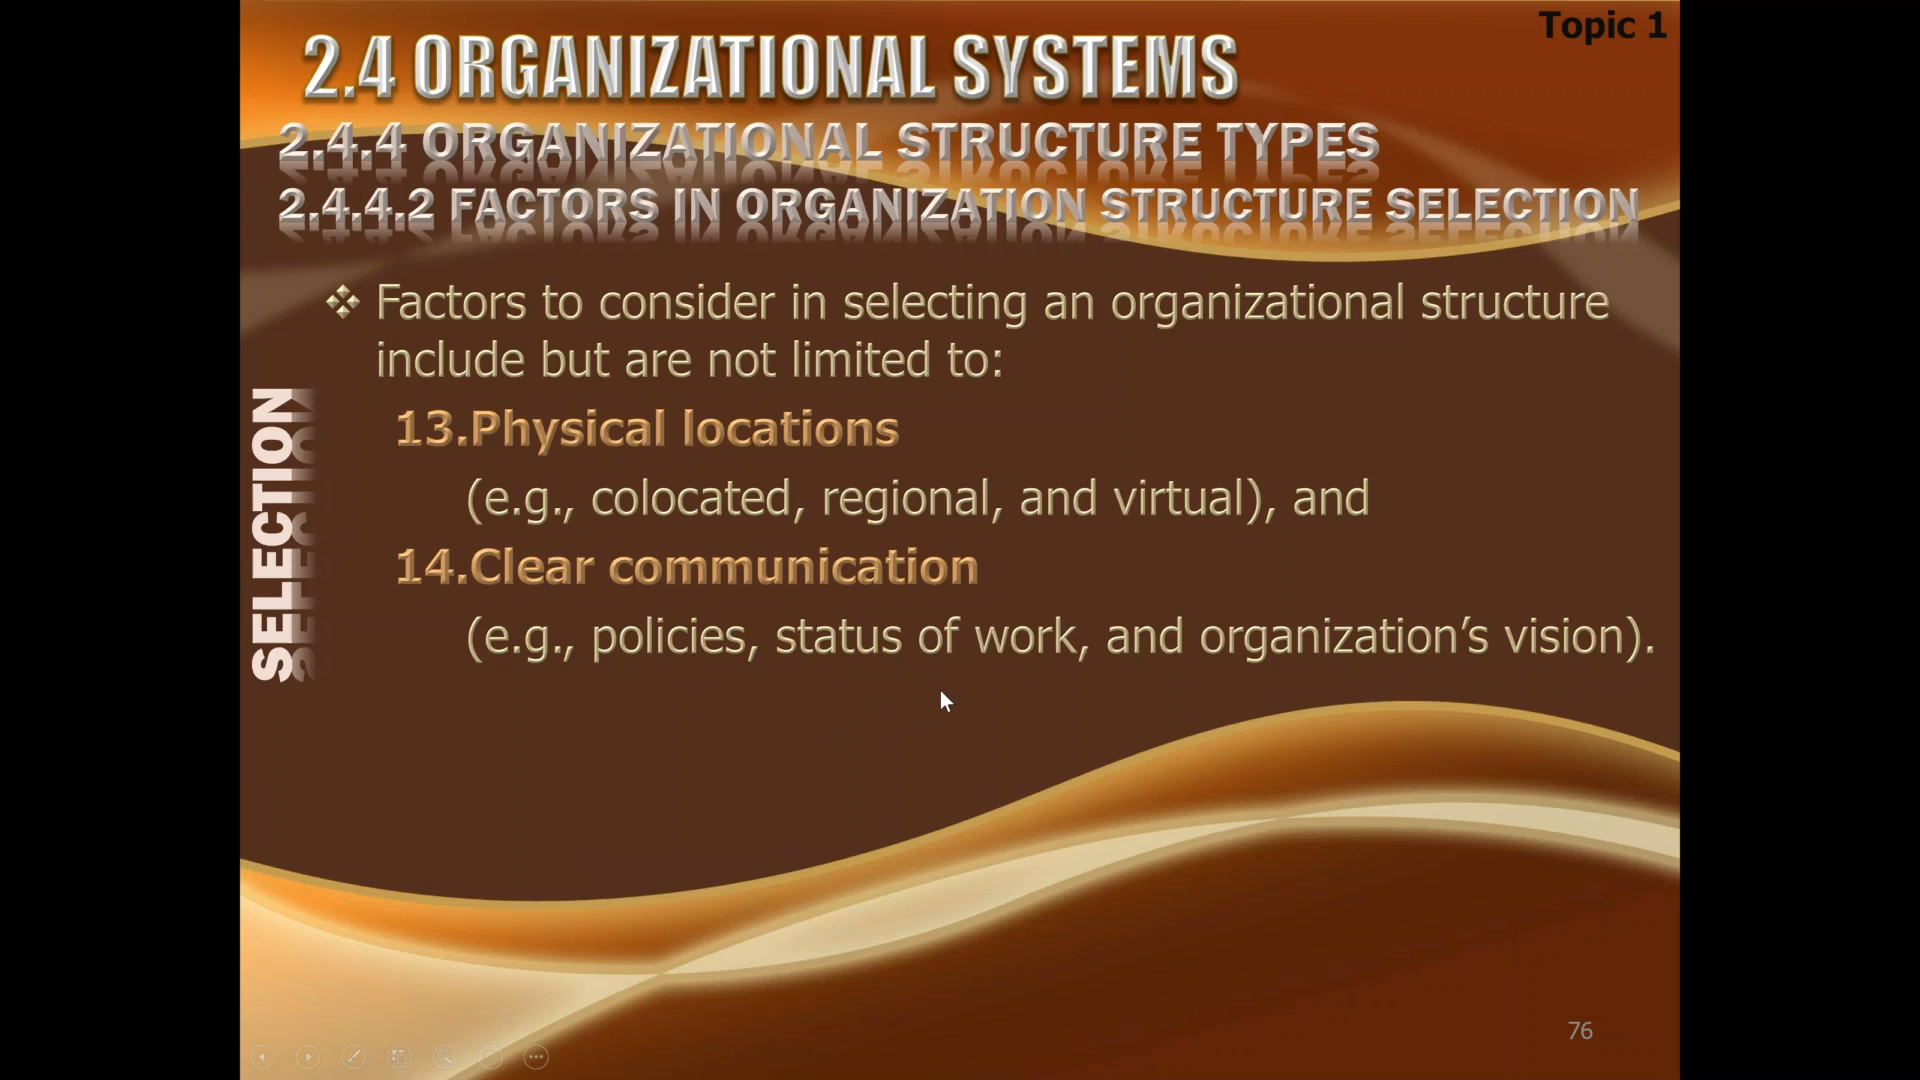 Topic 1
2.4 ORGANIZATIONAL SYSTEMS
2.4.4 ORGANIZATIONAL STRUCTURE TYPES
2.4.4.2 FACTORS IN ORGANIZATION STRUCTURE SELECTION
SELECTION
❖ Factors to consider in selecting an organizational structure
include but are not limited to:
13.Physical locations
(e.g., colocated, regional, and virtual), and
14.Clear communication
(e.g., policies, status of work, and organization’s vision).
76